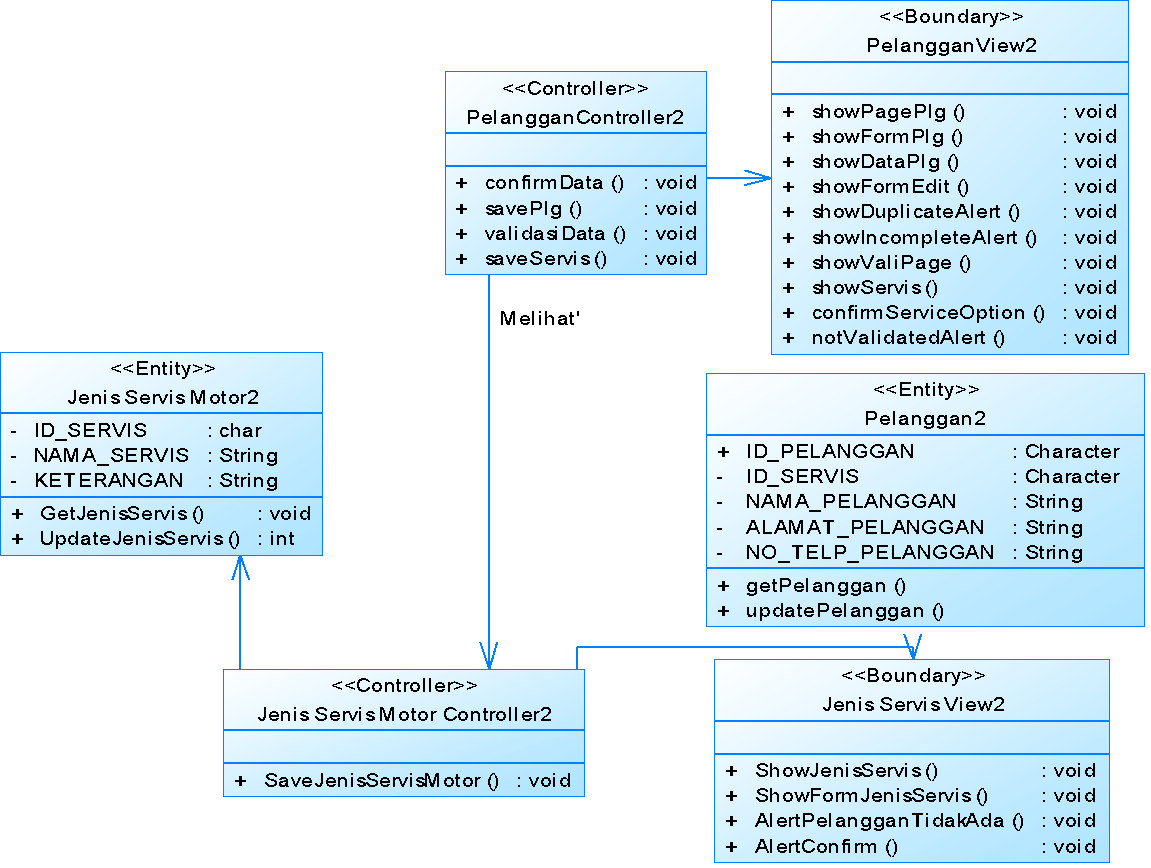 <<Boundary>>
PelangganView2
+ showPagePlg () : void
+ showFormPlg () : void
+ showDataPlg () : void
+ showFormEdit () : void
+ showDuplicateAlert () : void
+ showIncompleteAlert () : void
+ showValiPage () : void
+ showServis () : void
+ confirmServiceOption () : void
+ notValidatedAlert () : void
<<Controller>>
PelangganController2
+ confirmData () : void
+ savePlg () : void
+ validasiData () : void
+ saveServis () : void
Melihat'
<<Entity>>
Jenis Servis Motor2
- ID_SERVIS : char
- NAMA_SERVIS : String
- KETERANGAN : String
+ GetJenisServis () : void
+ UpdateJenisServis () : int
<<Entity>>
Pelanggan2
+ ID_PELANGGAN : Character
- ID_SERVIS : Character
- NAMA_PELANGGAN : String
- ALAMAT_PELANGGAN : String
- NO_TELP_PELANGGAN : String
+ getPelanggan ()
+ updatePelanggan ()
<<Controller>>
Jenis Servis Motor Controller2
+ SaveJenisServisMotor () : void
<<Boundary>>
Jenis Servis View2
+ ShowJenisServis () : void
+ ShowFormJenisServis () : void
+ AlertPelangganTidakAda () : void
+ AlertConfirm () : void